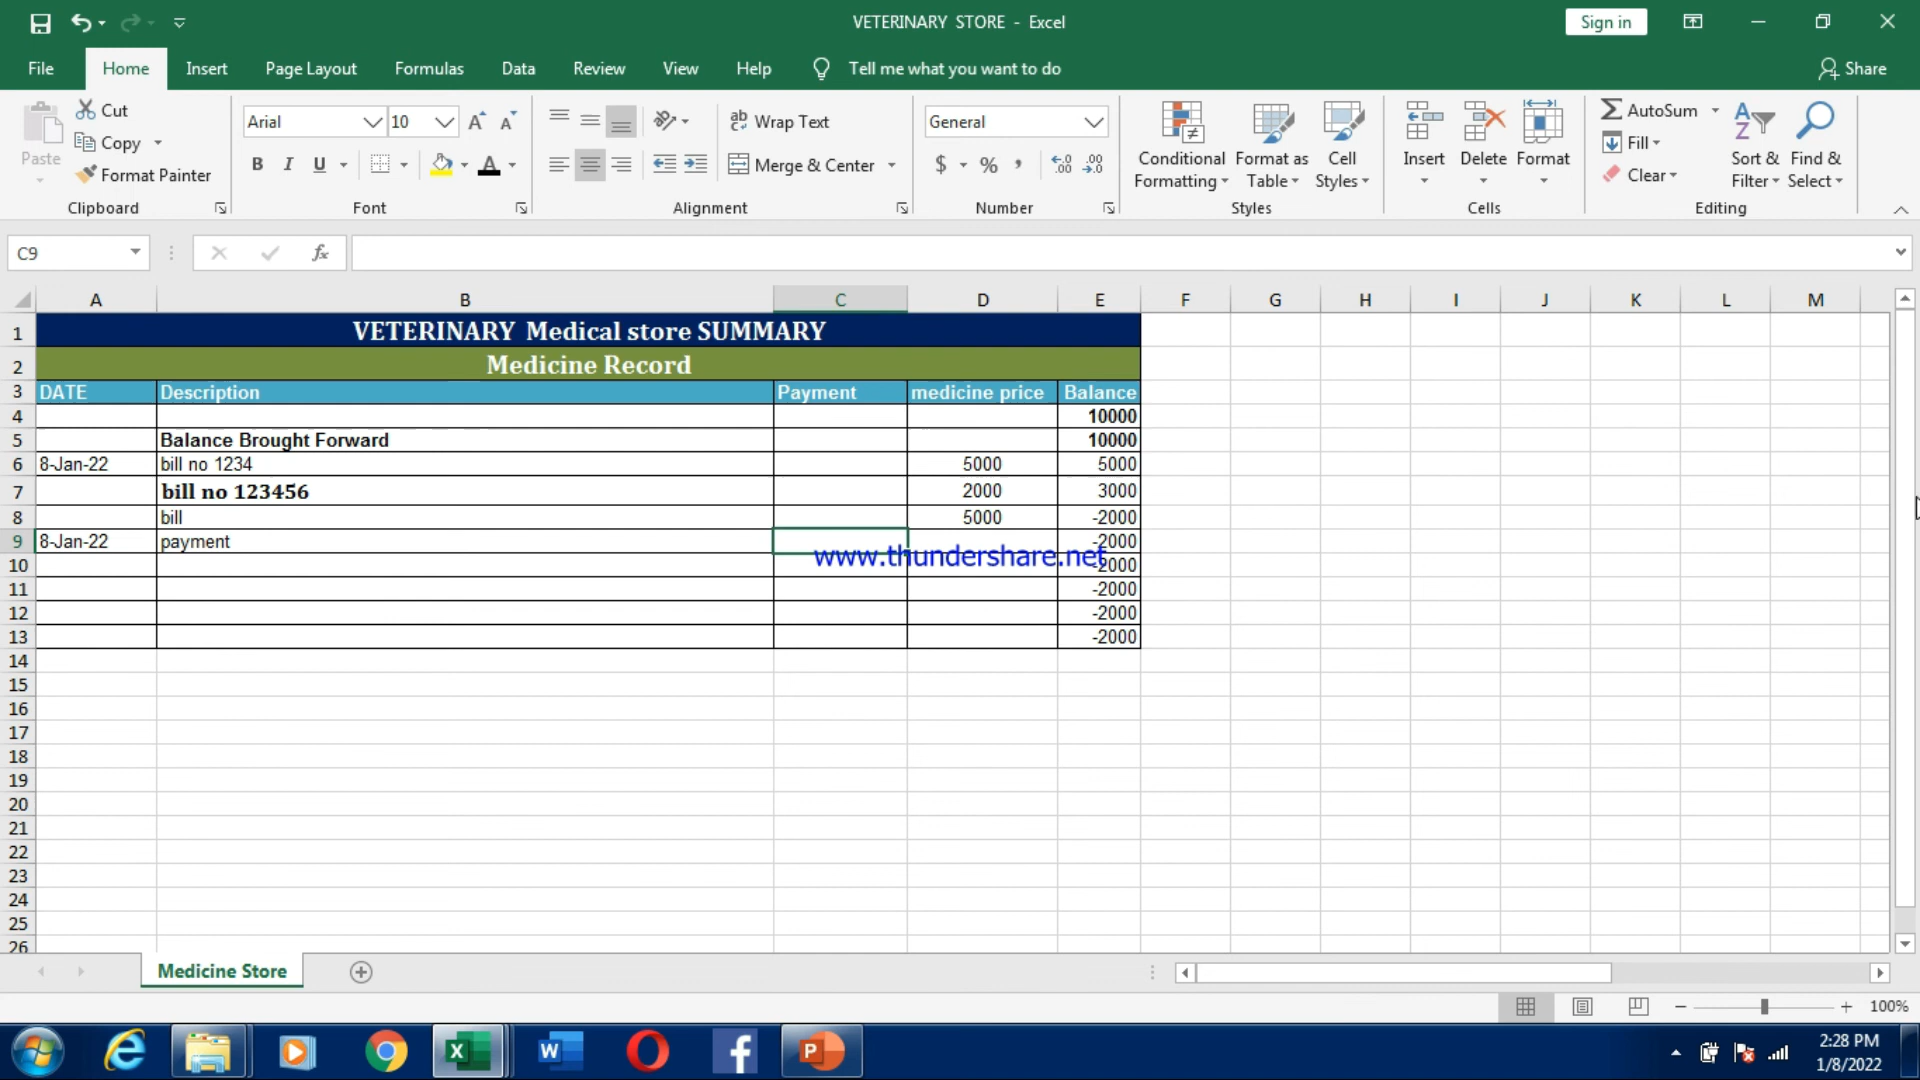 VETERINARY STORE - Excel
Sign in
File Home Insert Page Layout Formulas Data Review View Help Tell me what you want to do Share
Paste
Cut
Copy
Format Painter
Clipboard
Arial 10
B I U
Font
Wrap Text
Merge & Center
Alignment
General
$ % ,
Number
Conditional Formatting
Format as Table
Cell Styles
Styles
Insert Delete Format
Cells
AutoSum
Fill
Clear
Sort & Filter
Find & Select
Editing
C9
fx
A B C D E F G H I J K L M
1 VETERINARY Medical store SUMMARY
2 Medicine Record
3 DATE Description Payment medicine price Balance
4 10000
5 Balance Brought Forward 10000
6 8-Jan-22 bill no 1234 5000 5000
7 bill no 123456 2000 3000
8 bill 5000 -2000
9 8-Jan-22 payment -2000
www.thundershare.net
10 -2000
11 -2000
12 -2000
13 -2000
14
15
16
17
18
19
20
21
22
23
24
25
26
Medicine Store
100%
2:28 PM
1/8/2022